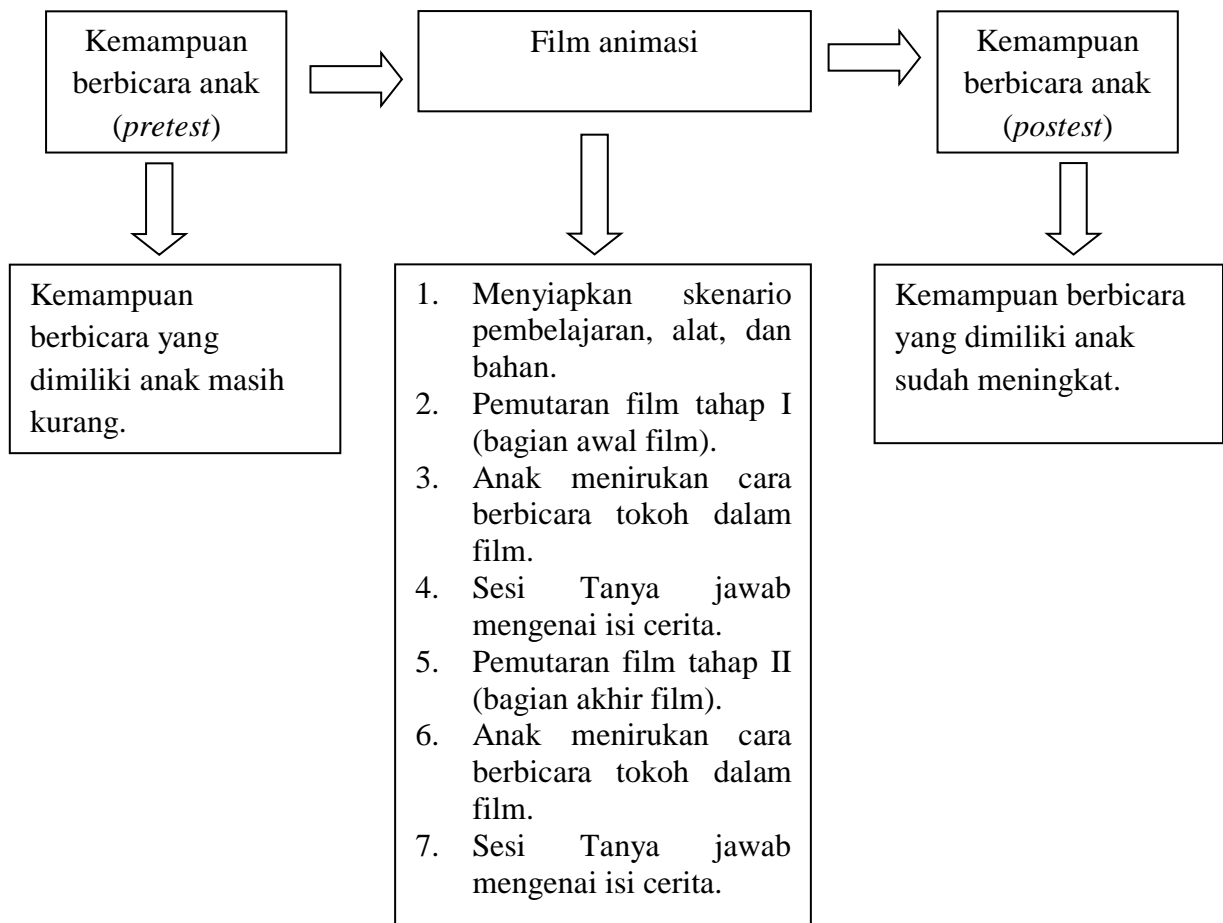 Kemampuan
berbicara anak
(pretest)
Film animasi
Kemampuan
berbicara anak
(postest)
Kemampuan
berbicara yang
dimiliki anak masih
kurang.
1. Menyiapkan skenario
pembelajaran, alat, dan
bahan.
2. Pemutaran film tahap I
(bagian awal film).
3. Anak menirukan cara
berbicara tokoh dalam
film.
4. Sesi Tanya jawab
mengenai isi cerita.
5. Pemutaran film tahap II
(bagian akhir film).
6. Anak menirukan cara
berbicara tokoh dalam
film.
7. Sesi Tanya jawab
mengenai isi cerita.
Kemampuan berbicara
yang dimiliki anak
sudah meningkat.